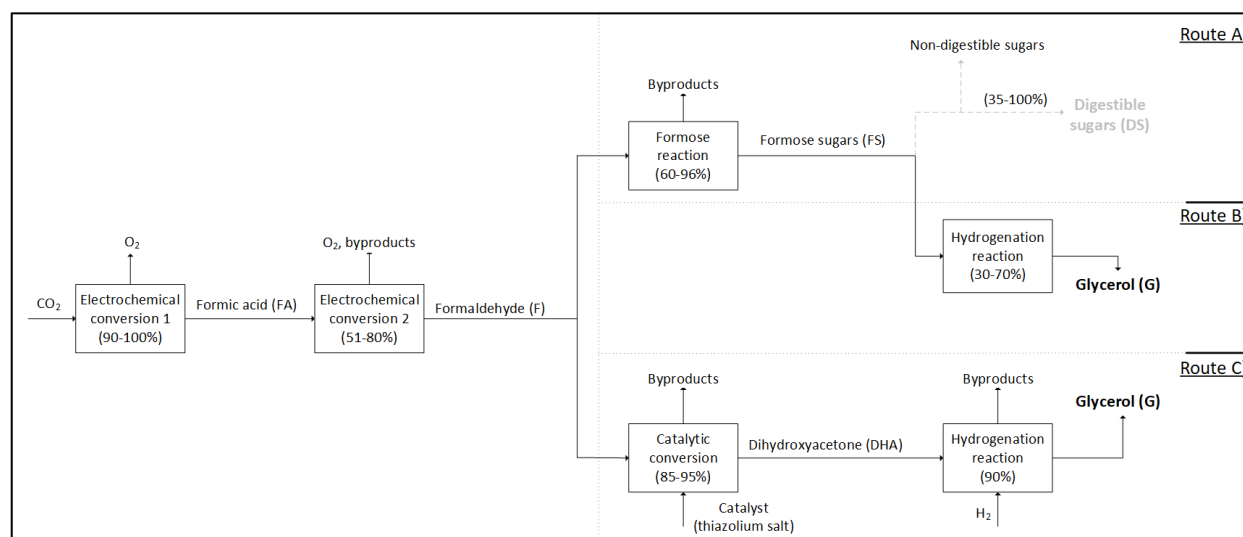 Route A)
Non-digestible sugars
(35-100%)
Digestible
sugars (DS)
Byproducts
Formose
reaction
(60-96%)
Formose sugars (FS)
Route B)
Hydrogenation
reaction
(30-70%)
Glycerol (G)
O2
O2, byproducts
CO2
Electrochemical
conversion 1
(90-100%)
Formic acid (FA)
Electrochemical
conversion 2
(51-80%)
Formaldehyde (F)
Route C)
Byproducts
Byproducts
Glycerol (G)
Catalytic
conversion
(85-95%)
Dihydroxyacetone (DHA)
Hydrogenation
reaction
(90%)
Catalyst
(thiazolium salt)
H2